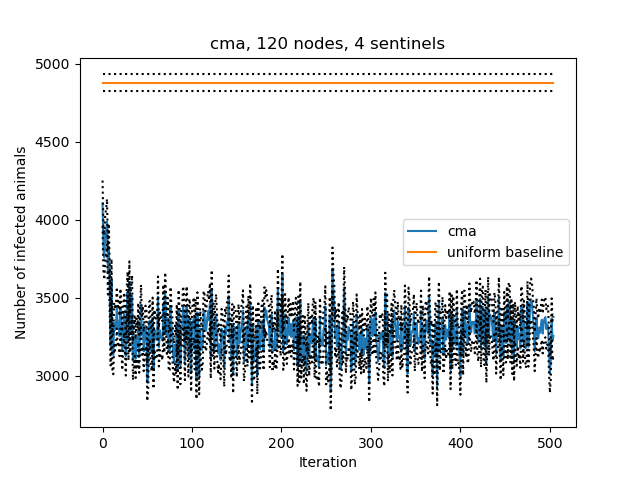 cma, 120 nodes, 4 sentinels
Number of infected animals
5000
4500
4000
3500
3000
cma
uniform baseline
0 100 200 300 400 500
Iteration